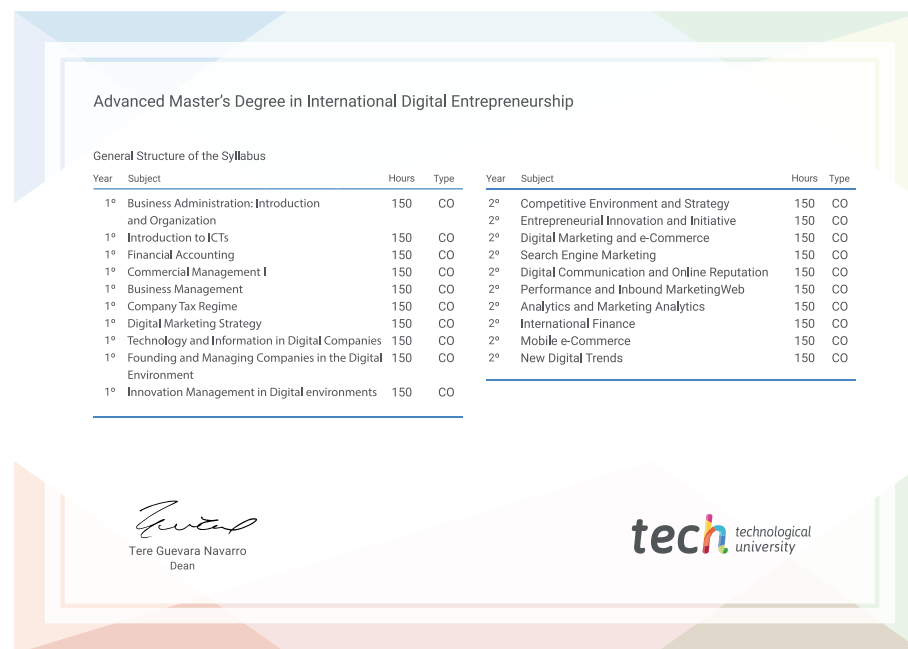 Advanced Master's Degree in International Digital Entrepreneurship
General Structure of the Syllabus
Year Subject Hours Type
1º Business Administration: Introduction 150 CO
and Organization
1º Introduction to ICTs 150 CO
1º Financial Accounting 150 CO
1º Commercial Management I 150 CO
1º Business Management 150 CO
1º Company Tax Regime 150 CO
1º Digital Marketing Strategy 150 CO
1º Technology and Information in Digital Companies 150 CO
1º Founding and Managing Companies in the Digital 150 CO
Environment
1º Innovation Management in Digital environments 150 CO
Year Subject Hours Type
2º Competitive Environment and Strategy 150 CO
2º Entrepreneurial Innovation and Initiative 150 CO
2º Digital Marketing and e-Commerce 150 CO
2º Search Engine Marketing 150 CO
2º Digital Communication and Online Reputation 150 CO
2º Performance and Inbound MarketingWeb 150 CO
2º Analytics and Marketing Analytics 150 CO
2º International Finance 150 CO
2º Mobile e-Commerce 150 CO
2º New Digital Trends 150 CO
Tere Guevara Navarro
Dean
tech technological
university